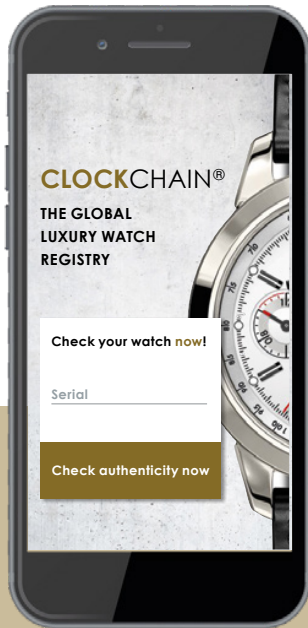 CLOCKCHAIN®
THE GLOBAL
LUXURY WATCH
REGISTRY
Check your watch now!
Serial
Check authenticity now